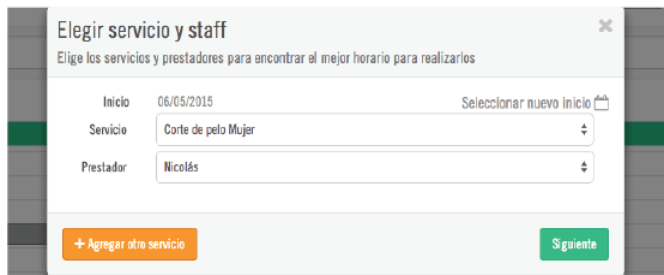 Elegir servicio y staff
Elige los servicios y prestadores para encontrar el mejor horario para realizarlos
Inicio 06/05/2015 Seleccionar nuevo inicio
Servicio Corte de pelo Mujer
Prestador Nicolás
+ Agregar otro servicio Siguiente